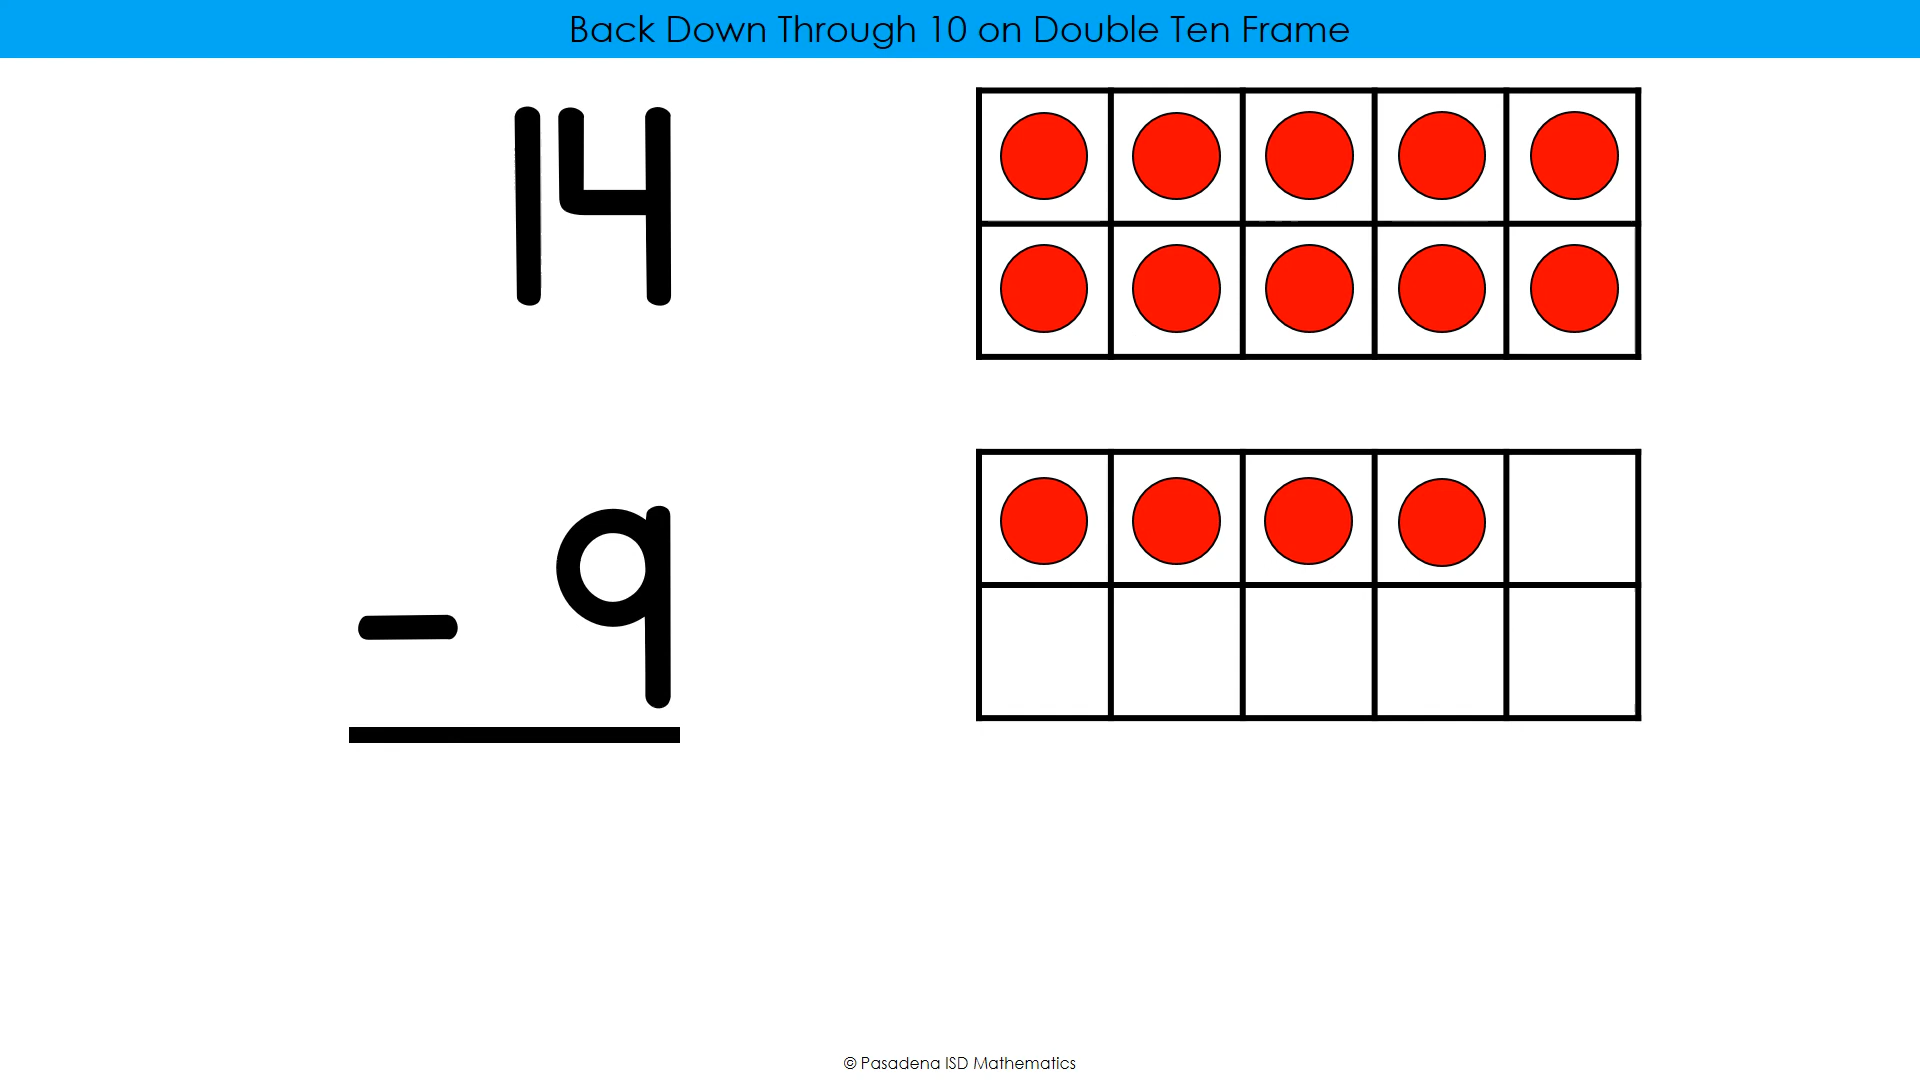 Back Down Through 10 on Double Ten Frame
14
- 9
© Pasadena ISD Mathematics